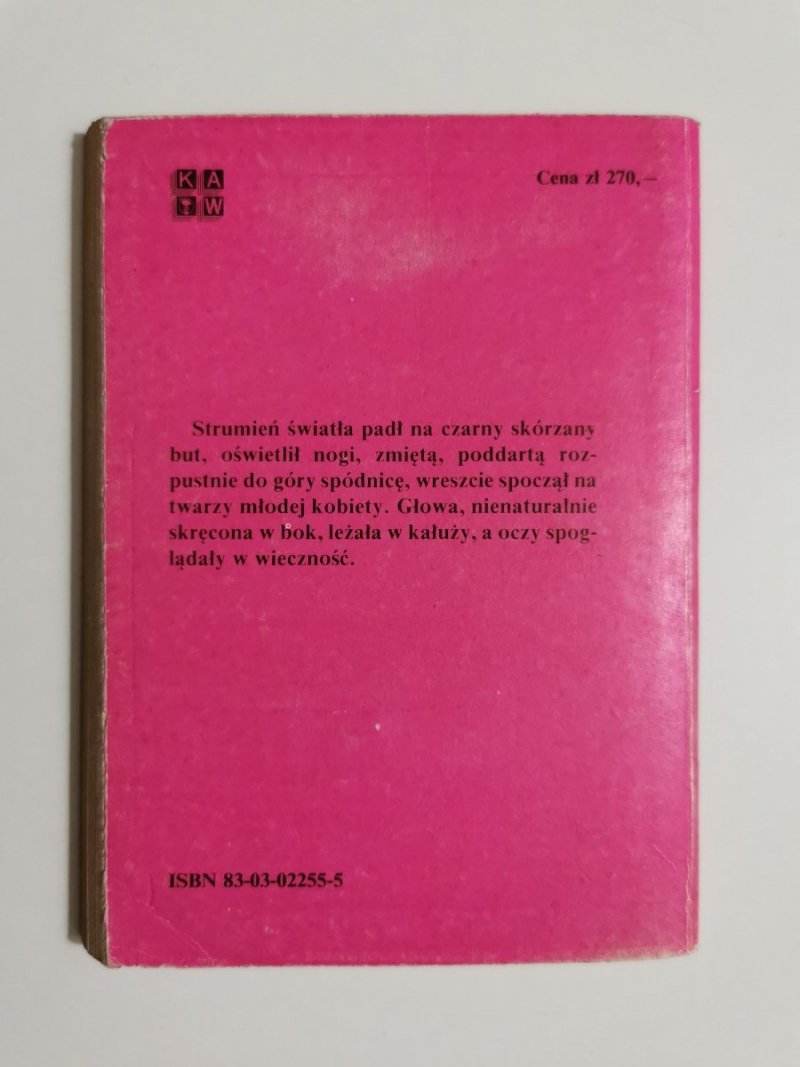 K A
W
Cena zł 270,—
Strumień światła padł na czarny skórzany
but, oświetlił nogi, zmiętą, poddartą roz-
pustnie do góry spódnicę, wreszcie spoczął na
twarzy młodej kobiety. Głowa, nienaturalnie
skręcona w bok, leżała w kałuży, a oczy spog-
lądały w wieczność.
ISBN 83-03-02255-5